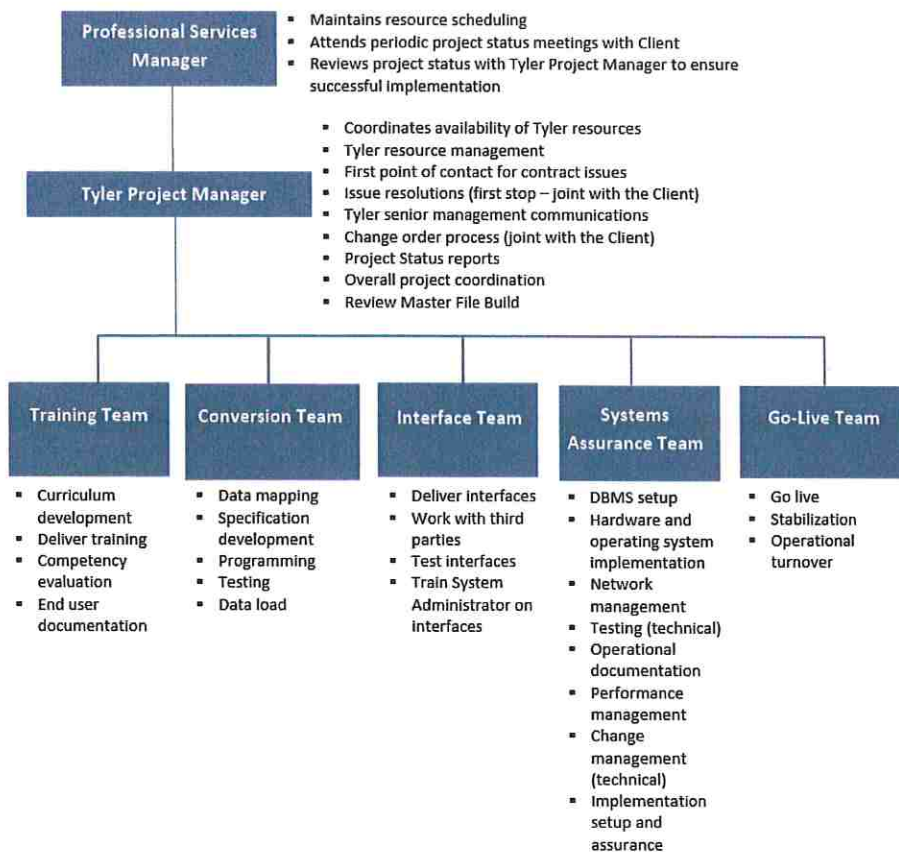 Professional Services
Manager
▪ Maintains resource scheduling
▪ Attends periodic project status meetings with Client
▪ Reviews project status with Tyler Project Manager to ensure
successful implementation
Tyler Project Manager
▪ Coordinates availability of Tyler resources
▪ Tyler resource management
▪ First point of contact for contract issues
▪ Issue resolutions (first stop – joint with the Client)
▪ Tyler senior management communications
▪ Change order process (joint with the Client)
▪ Project Status reports
▪ Overall project coordination
▪ Review Master File Build
Training Team
▪ Curriculum
development
▪ Deliver training
▪ Competency
evaluation
▪ End user
documentation
Conversion Team
▪ Data mapping
▪ Specification
development
▪ Programming
▪ Testing
▪ Data load
Interface Team
▪ Deliver interfaces
▪ Work with third
parties
▪ Test interfaces
▪ Train System
Administrator on
interfaces
Systems
Assurance Team
▪ DBMS setup
▪ Hardware and
operating system
implementation
▪ Network
management
▪ Testing (technical)
▪ Operational
documentation
▪ Performance
management
▪ Change
management
(technical)
▪ Implementation
setup and
assurance
Go-Live Team
▪ Go live
▪ Stabilization
▪ Operational
turnover